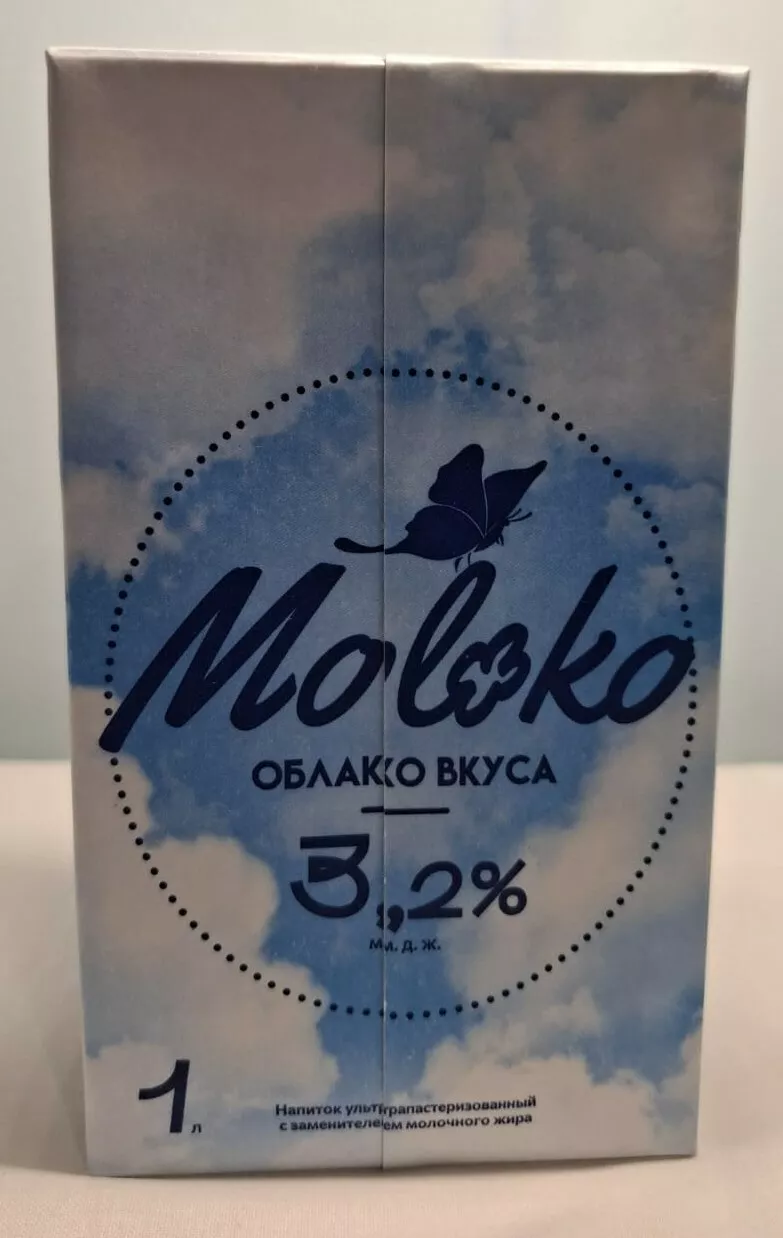 Moloko
ОБЛАКО ВКУСА
3,2%
м. д. ж.
1 л
Напиток ультрапастеризованный
с заменителем молочного жира